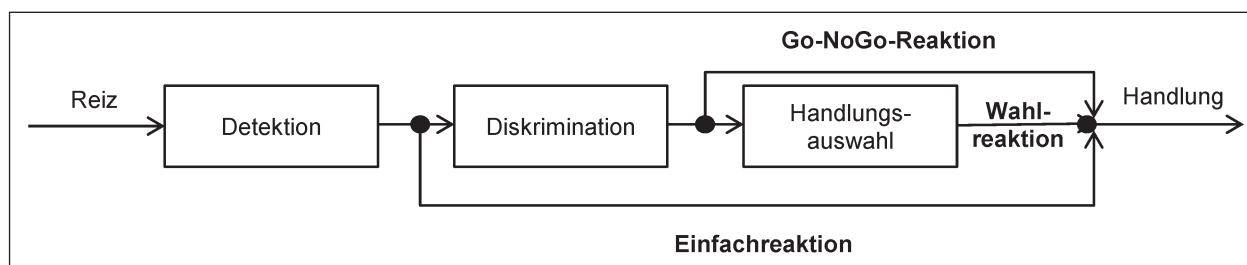 Go-NoGo-Reaktion
Reiz
Detektion
Diskrimination
Handlungs-
auswahl
Wahl-
reaktion
Handlung
Einfachreaktion